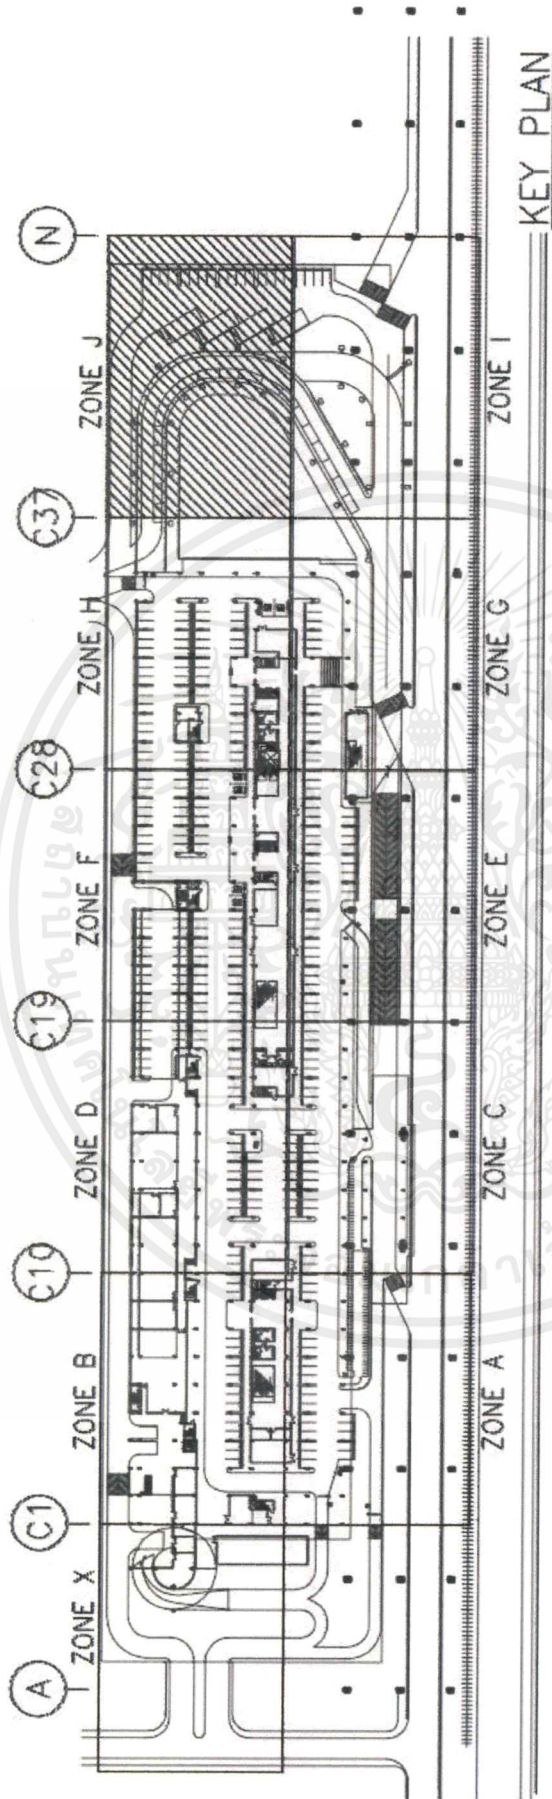 A C1 C10 C19 C28 C37 N
ZONE X ZONE B ZONE D ZONE F ZONE H ZONE J
ZONE A ZONE C ZONE E ZONE G ZONE I
KEY PLAN